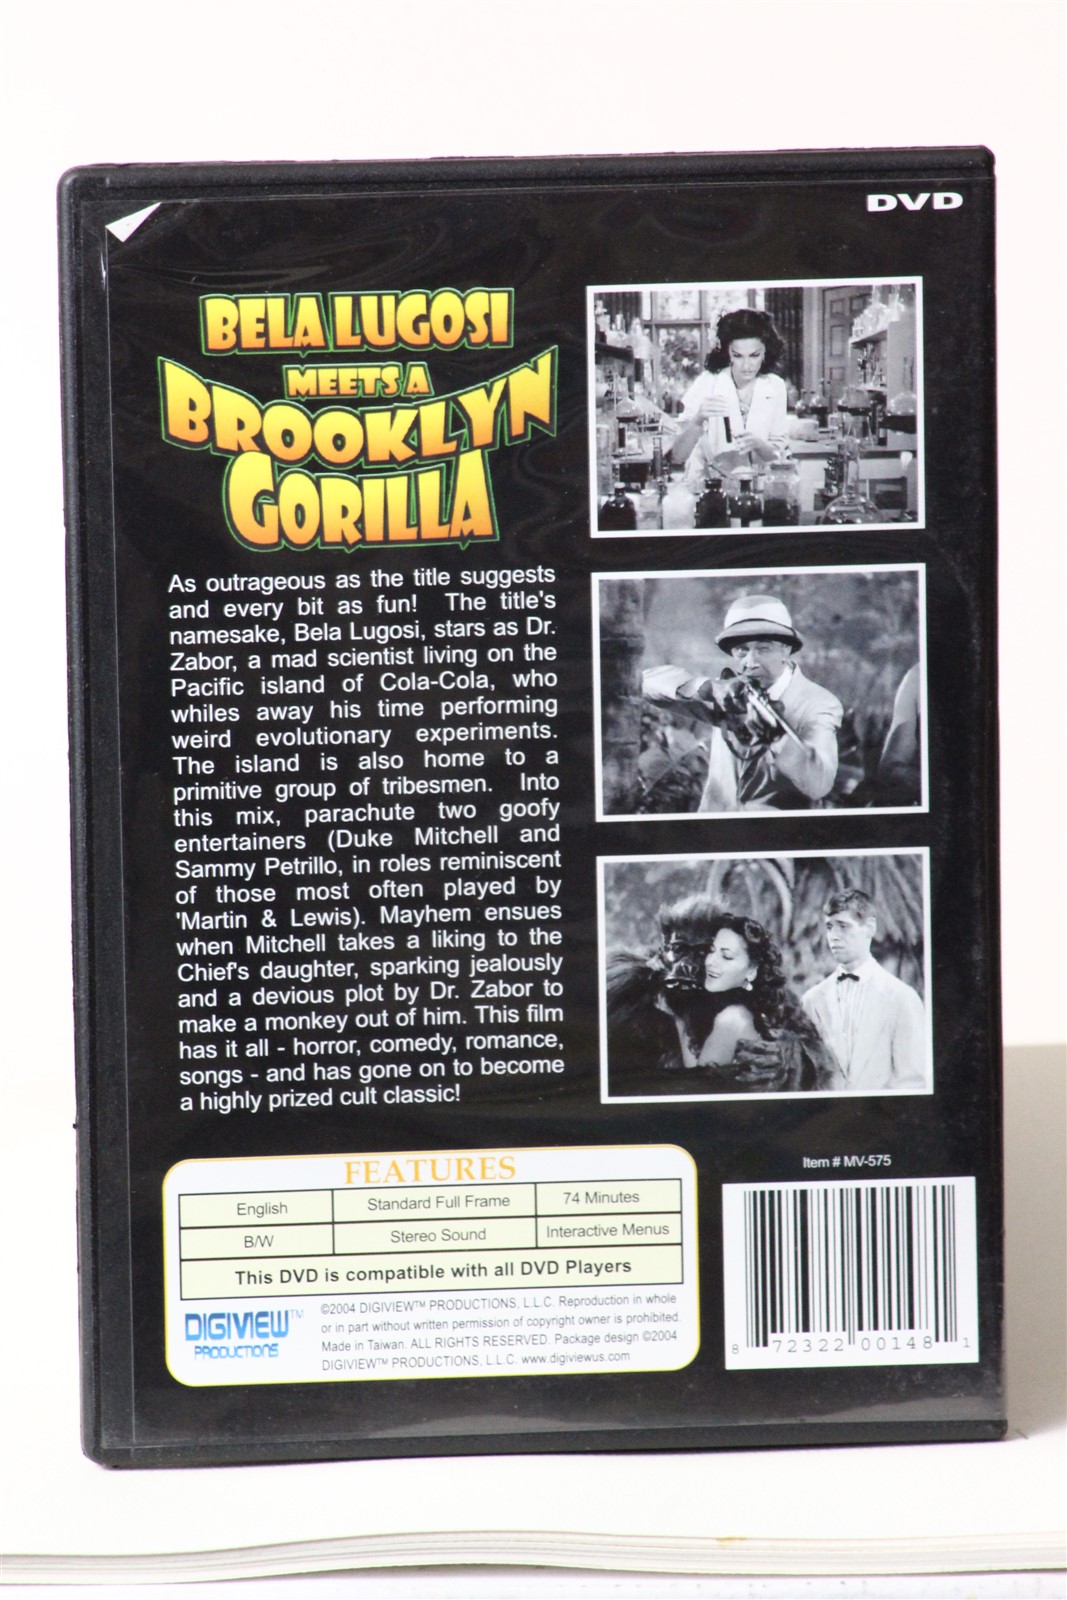 DVD
BELA LUGOSI
MEETS A
BROOKLYN
GORILLA
As outrageous as the title suggests
and every bit as fun! The title's
namesake, Bela Lugosi, stars as Dr.
Zabor, a mad scientist living on the
Pacific island of Cola-Cola, who
whiles away his time performing
weird evolutionary experiments.
The island is also home to a
primitive group of tribesmen. Into
this mix, parachute two goofy
entertainers (Duke Mitchell and
Sammy Petrillo, in roles reminiscent
of those most often played by
'Martin & Lewis). Mayhem ensues
when Mitchell takes a liking to the
Chief's daughter, sparking jealously
and a devious plot by Dr. Zabor to
make a monkey out of him. This film
has it all - horror, comedy, romance,
songs - and has gone on to become
a highly prized cult classic!
FEATURES
English Standard Full Frame 74 Minutes
B/W Stereo Sound Interactive Menus
This DVD is compatible with all DVD Players
DIGIVIEW™
PRODUCTIONS
©2004 DIGIVIEW™ PRODUCTIONS, L.L.C. Reproduction in whole
or in part without written permission of copyright owner is prohibited.
Made in Taiwan. ALL RIGHTS RESERVED. Package design ©2004
DIGIVIEW™ PRODUCTIONS, L.L.C. www.digiviewus.com
Item # MV-575
8 72322 00148 1